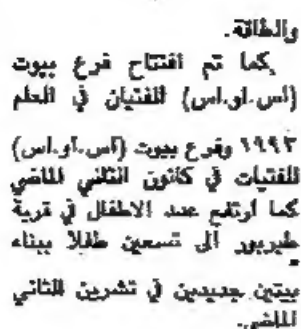 والطاقة.
كما تم افتتاح فرع بيوت
(اس.او.اس) للفتيان في العام
١٩٩٣ وفرع بيوت (اس.او.اس)
للفتيات في كانون الثاني الماضي
كما ارتفع عدد الاطفال في قرية
طبربور الى تسعين طفلا ببناء
بيتين جديدين في تشرين الثاني
الماضي.